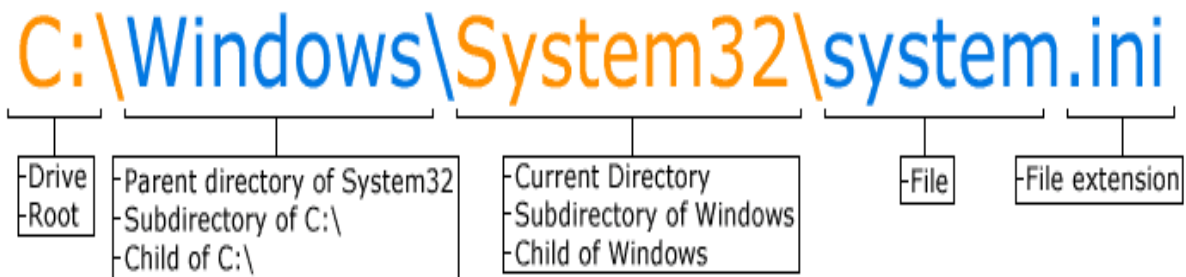 C:\Windows\System32\system.ini
-Drive
-Root
-Parent directory of System32
-Subdirectory of C:\
-Child of C:\
-Current Directory
-Subdirectory of Windows
-Child of Windows
-File
-File extension